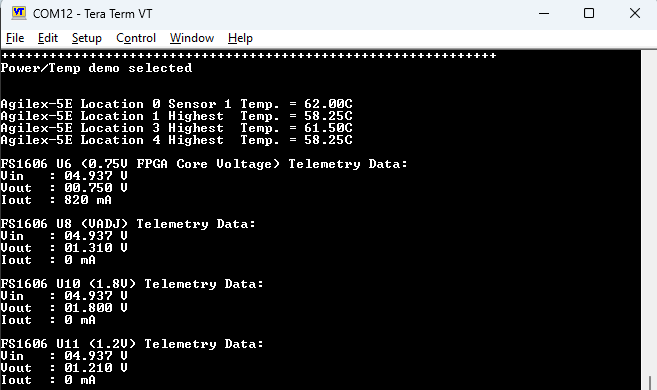 COM12 - Tera Term VT
File Edit Setup Control Window Help
++++++++++++++++++++++++++++++++++++++++++++++++++++++++++++++
Power/Temp demo selected
Agilex-5E Location 0 Sensor 1 Temp. = 62.00C
Agilex-5E Location 1 Highest  Temp. = 58.25C
Agilex-5E Location 3 Highest  Temp. = 61.50C
Agilex-5E Location 4 Highest  Temp. = 58.25C
FS1606 U6 (0.75V FPGA Core Voltage) Telemetry Data:
Vin   : 04.937 V
Vout  : 00.750 V
Iout  : 820 mA
FS1606 U8 (VADJ) Telemetry Data:
Vin   : 04.937 V
Vout  : 01.310 V
Iout  : 0 mA
FS1606 U10 (1.8V) Telemetry Data:
Vin   : 04.937 V
Vout  : 01.800 V
Iout  : 0 mA
FS1606 U11 (1.2V) Telemetry Data:
Vin   : 04.937 V
Vout  : 01.210 V
Iout  : 0 mA